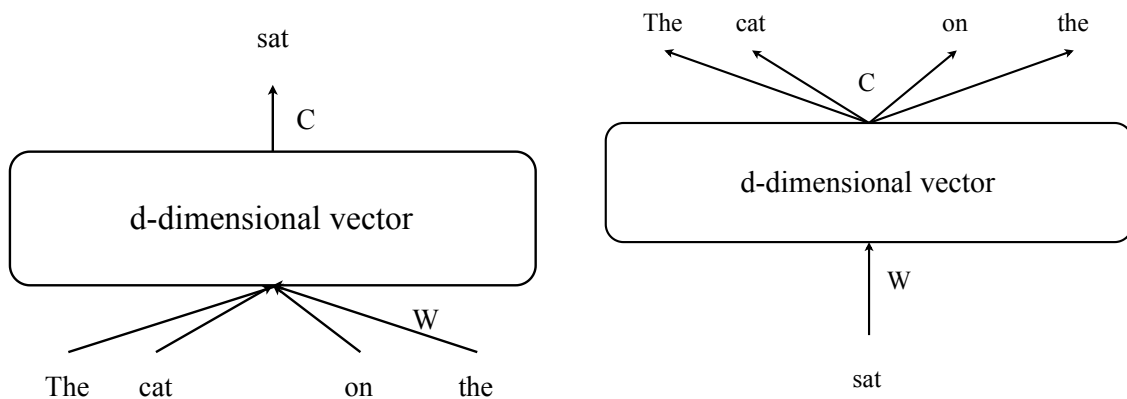 sat
C
d-dimensional vector
W
The cat on the
The cat on the
C
d-dimensional vector
W
sat